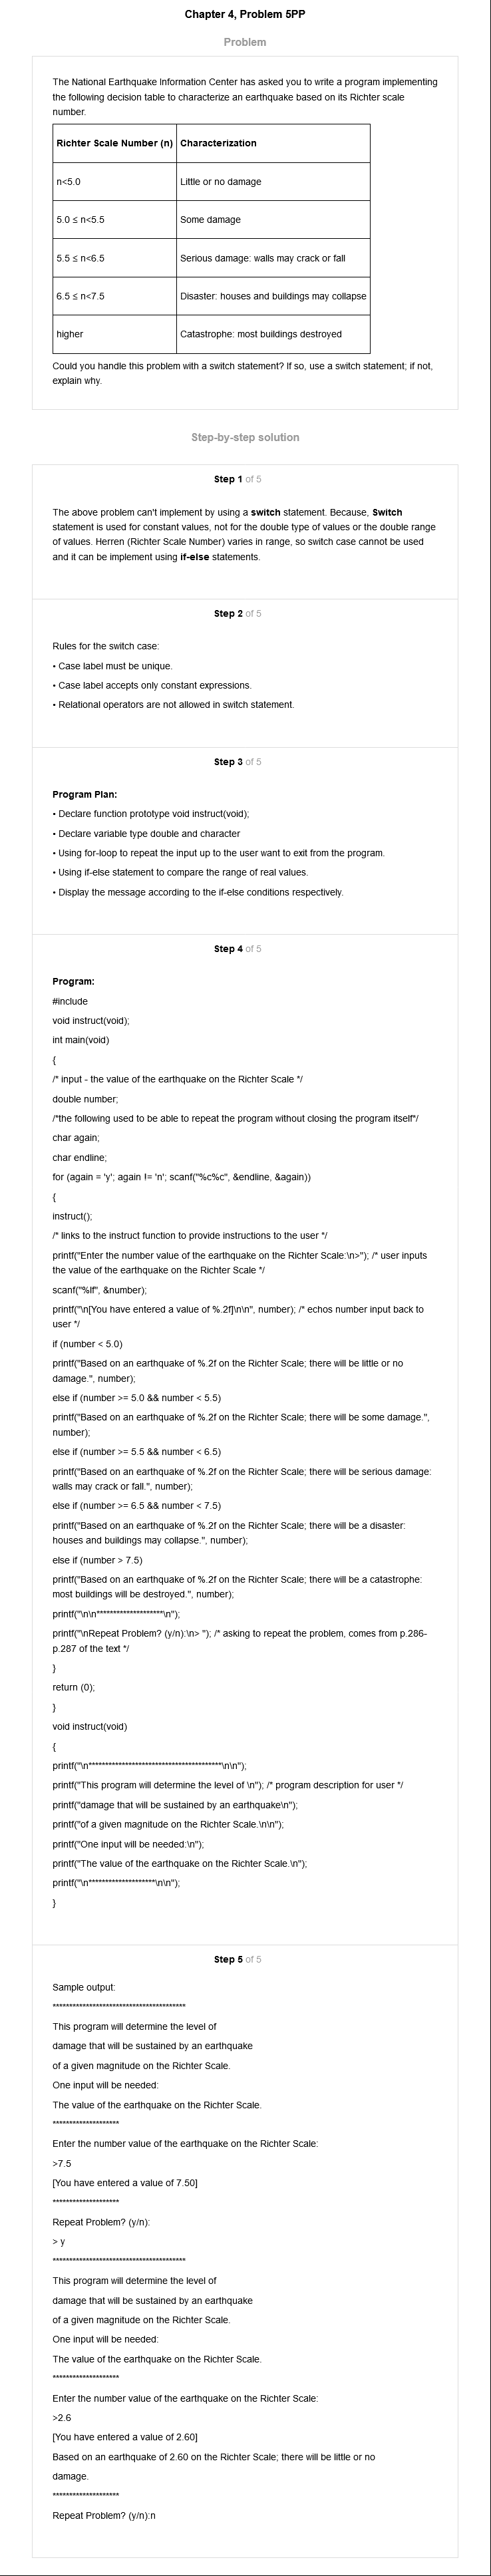 Chapter 4, Problem 5PP
Problem
The National Earthquake Information Center has asked you to write a program implementing
the following decision table to characterize an earthquake based on its Richter scale
number.
Richter Scale Number (n) Characterization
n<5.0 Little or no damage
5.0 ≤ n<5.5 Some damage
5.5 ≤ n<6.5 Serious damage: walls may crack or fall
6.5 ≤ n<7.5 Disaster: houses and buildings may collapse
higher Catastrophe: most buildings destroyed
Could you handle this problem with a switch statement? If so, use a switch statement; if not,
explain why.
Step-by-step solution
Step 1 of 5
The above problem can't implement by using a switch statement. Because, Switch
statement is used for constant values, not for the double type of values or the double range
of values. Herren (Richter Scale Number) varies in range, so switch case cannot be used
and it can be implement using if-else statements.
Step 2 of 5
Rules for the switch case:
• Case label must be unique.
• Case label accepts only constant expressions.
• Relational operators are not allowed in switch statement.
Step 3 of 5
Program Plan:
• Declare function prototype void instruct(void);
• Declare variable type double and character
• Using for-loop to repeat the input up to the user want to exit from the program.
• Using if-else statement to compare the range of real values.
• Display the message according to the if-else conditions respectively.
Step 4 of 5
Program:
#include
void instruct(void);
int main(void)
{
/* input - the value of the earthquake on the Richter Scale */
double number;
/*the following used to be able to repeat the program without closing the program itself*/
char again;
char endline;
for (again = 'y'; again != 'n'; scanf("%c%c", &endline, &again))
{
instruct();
/* links to the instruct function to provide instructions to the user */
printf("Enter the number value of the earthquake on the Richter Scale:\n>"); /* user inputs
the value of the earthquake on the Richter Scale */
scanf("%lf", &number);
printf("\n[You have entered a value of %.2f]\n\n", number); /* echos number input back to
user */
if (number < 5.0)
printf("Based on an earthquake of %.2f on the Richter Scale; there will be little or no
damage.", number);
else if (number >= 5.0 && number < 5.5)
printf("Based on an earthquake of %.2f on the Richter Scale; there will be some damage.",
number);
else if (number >= 5.5 && number < 6.5)
printf("Based on an earthquake of %.2f on the Richter Scale; there will be serious damage:
walls may crack or fall.", number);
else if (number >= 6.5 && number < 7.5)
printf("Based on an earthquake of %.2f on the Richter Scale; there will be a disaster:
houses and buildings may collapse.", number);
else if (number > 7.5)
printf("Based on an earthquake of %.2f on the Richter Scale; there will be a catastrophe:
most buildings will be destroyed.", number);
printf("\n\n********************\n");
printf("\nRepeat Problem? (y/n):\n> "); /* asking to repeat the problem, comes from p.286-
p.287 of the text */
}
return (0);
}
void instruct(void)
{
printf("\n****************************************\n\n");
printf("This program will determine the level of \n"); /* program description for user */
printf("damage that will be sustained by an earthquake\n");
printf("of a given magnitude on the Richter Scale.\n\n");
printf("One input will be needed:\n");
printf("The value of the earthquake on the Richter Scale.\n");
printf("\n********************\n\n");
}
Step 5 of 5
Sample output:
****************************************
This program will determine the level of
damage that will be sustained by an earthquake
of a given magnitude on the Richter Scale.
One input will be needed:
The value of the earthquake on the Richter Scale.
********************
Enter the number value of the earthquake on the Richter Scale:
>7.5
[You have entered a value of 7.50]
********************
Repeat Problem? (y/n):
> y
****************************************
This program will determine the level of
damage that will be sustained by an earthquake
of a given magnitude on the Richter Scale.
One input will be needed:
The value of the earthquake on the Richter Scale.
********************
Enter the number value of the earthquake on the Richter Scale:
>2.6
[You have entered a value of 2.60]
Based on an earthquake of 2.60 on the Richter Scale; there will be little or no
damage.
********************
Repeat Problem? (y/n):n